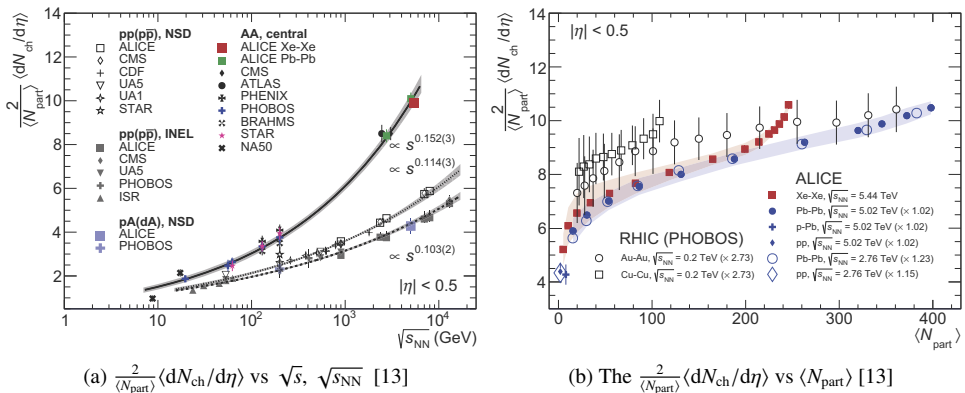 2/⟨N_part⟩ ⟨dN_ch/dη⟩
14
12
10
8
6
4
2
0
pp(pp̅), NSD
ALICE
CMS
CDF
UA5
UA1
STAR
pp(pp̅), INEL
ALICE
CMS
UA5
PHOBOS
ISR
pA(dA), NSD
ALICE
PHOBOS
AA, central
ALICE Xe-Xe
ALICE Pb-Pb
CMS
ATLAS
PHENIX
PHOBOS
BRAHMS
STAR
NA50
∝ s^0.152(3)
∝ s^0.114(3)
∝ s^0.103(2)
|η| < 0.5
1 10 10² 10³ 10⁴
√s_NN (GeV)
(a) 2/⟨N_part⟩ ⟨dN_ch/dη⟩ vs √s, √s_NN [13]
2/⟨N_part⟩ ⟨dN_ch/dη⟩
14
12
10
8
6
4
|η| < 0.5
RHIC (PHOBOS)
Au-Au, √s_NN = 0.2 TeV (× 2.73)
Cu-Cu, √s_NN = 0.2 TeV (× 2.73)
ALICE
Xe-Xe, √s_NN = 5.44 TeV
Pb-Pb, √s_NN = 5.02 TeV (× 1.02)
p-Pb, √s_NN = 5.02 TeV (× 1.02)
pp, √s_NN = 5.02 TeV (× 1.02)
Pb-Pb, √s_NN = 2.76 TeV (× 1.23)
pp, √s_NN = 2.76 TeV (× 1.15)
0 100 200 300 400
⟨N_part⟩
(b) The 2/⟨N_part⟩ ⟨dN_ch/dη⟩ vs ⟨N_part⟩ [13]